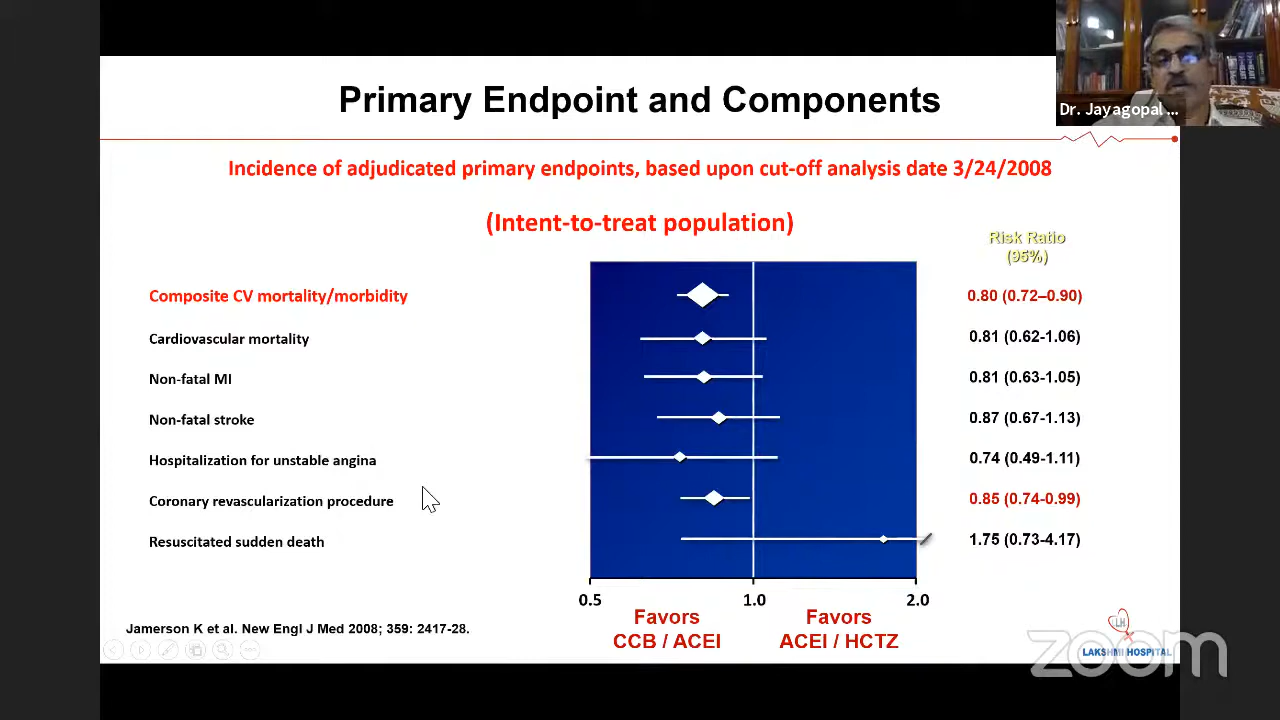 Dr. Jayagopal ...
Primary Endpoint and Components
Incidence of adjudicated primary endpoints, based upon cut-off analysis date 3/24/2008
(Intent-to-treat population)
Risk Ratio
(95%)
Composite CV mortality/morbidity 0.80 (0.72–0.90)
Cardiovascular mortality 0.81 (0.62-1.06)
Non-fatal MI 0.81 (0.63-1.05)
Non-fatal stroke 0.87 (0.67-1.13)
Hospitalization for unstable angina 0.74 (0.49-1.11)
Coronary revascularization procedure 0.85 (0.74-0.99)
Resuscitated sudden death 1.75 (0.73-4.17)
0.5 1.0 2.0
Favors
CCB / ACEI
Favors
ACEI / HCTZ
Jamerson K et al. New Engl J Med 2008; 359: 2417-28.
LH
LAKSHMI HOSPITAL
zoom